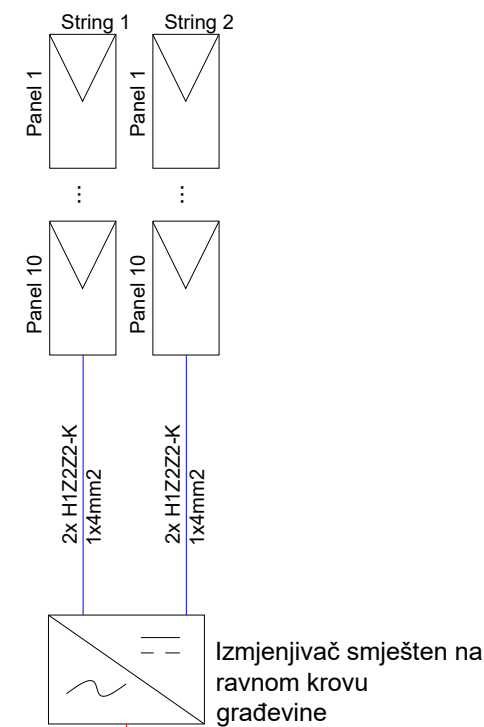 String 1
String 2
Panel 1
Panel 1
...
...
Panel 10
Panel 10
2x H1Z2Z2-K
1x4mm2
2x H1Z2Z2-K
1x4mm2
Izmjenjivač smješten na
ravnom krovu
građevine